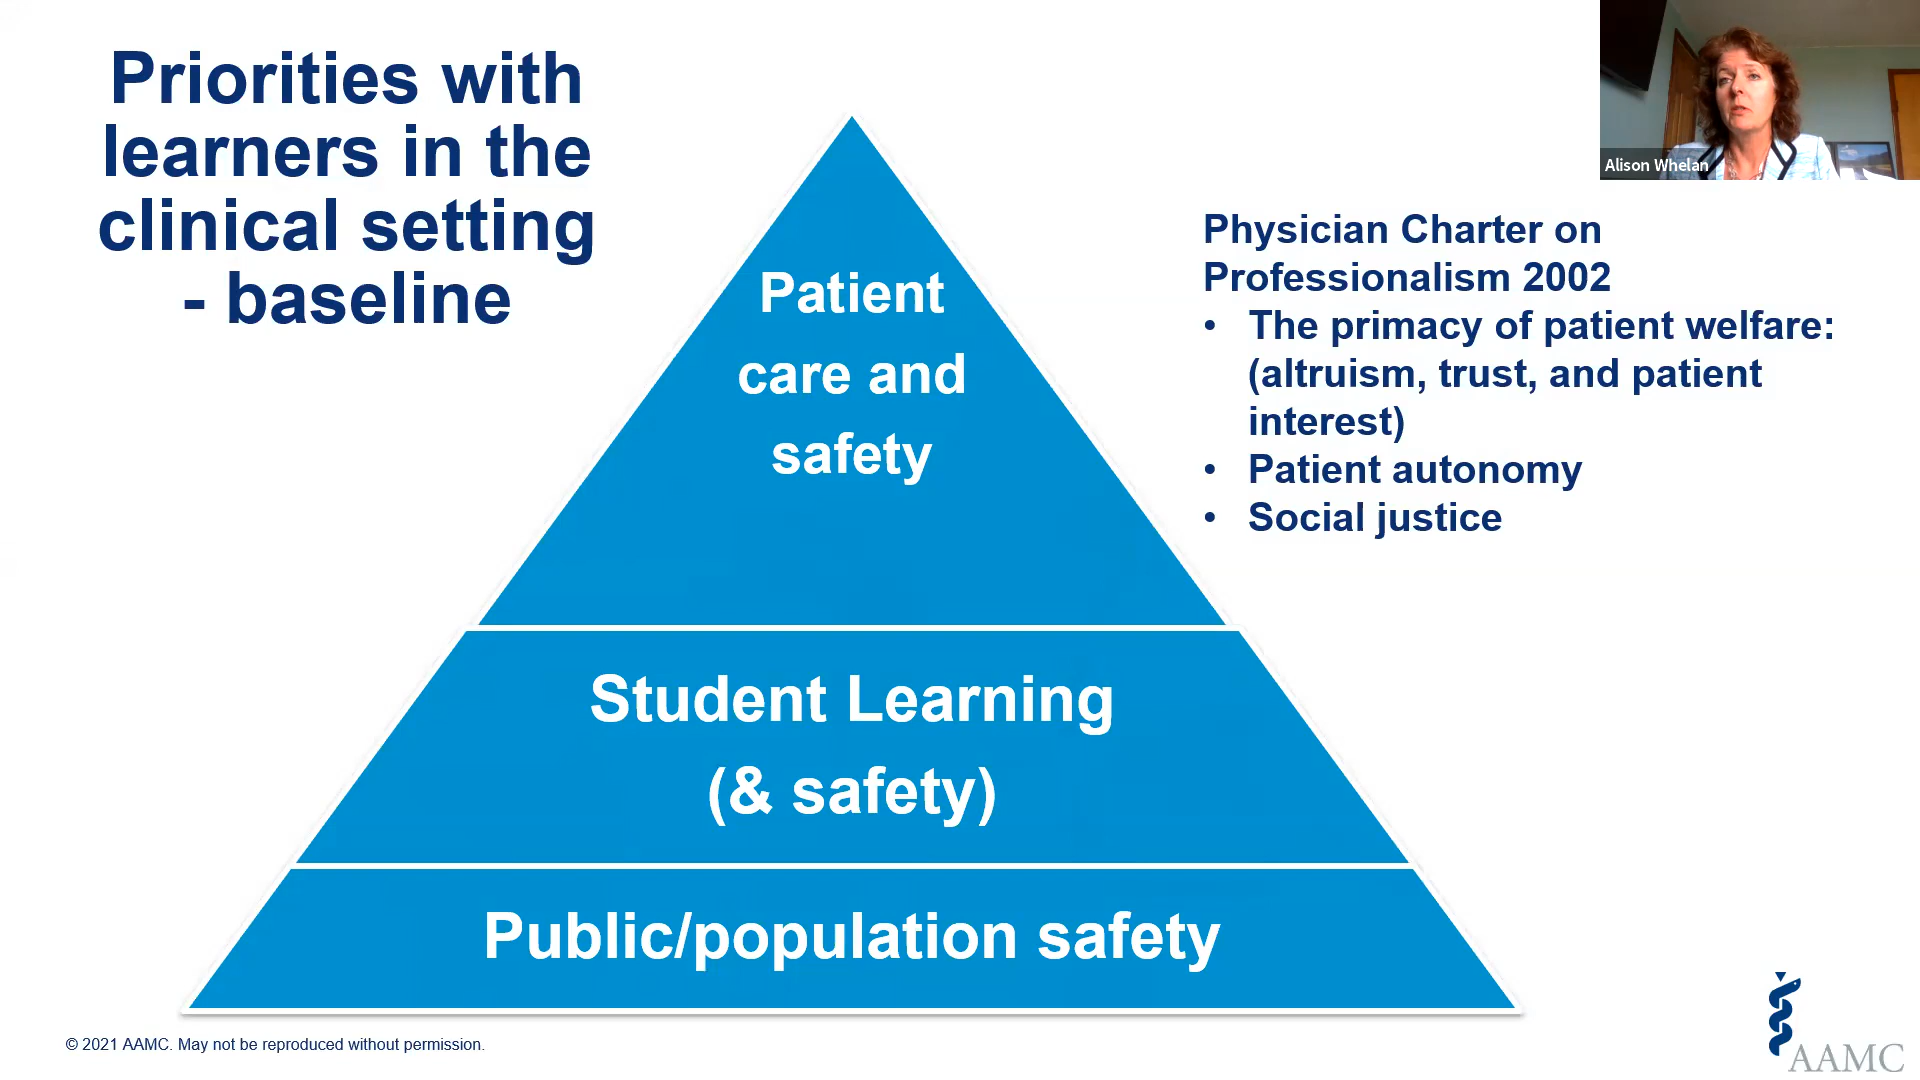 Priorities with
learners in the
clinical setting
- baseline
Alison Whelan
Patient
care and
safety
Physician Charter on
Professionalism 2002
• The primacy of patient welfare:
(altruism, trust, and patient
interest)
• Patient autonomy
• Social justice
Student Learning
(& safety)
Public/population safety
© 2021 AAMC. May not be reproduced without permission.
AAMC